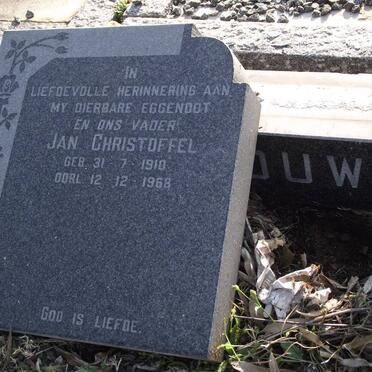 IN
LIEFDEVOLLE HERINNERING AAN
MY DIERBARE EGGENOOT
EN ONS VADER
JAN CHRISTOFFEL
GEB. 31-7-1910
OORL. 12-12-1968
GOD IS LIEFDE.
OUW